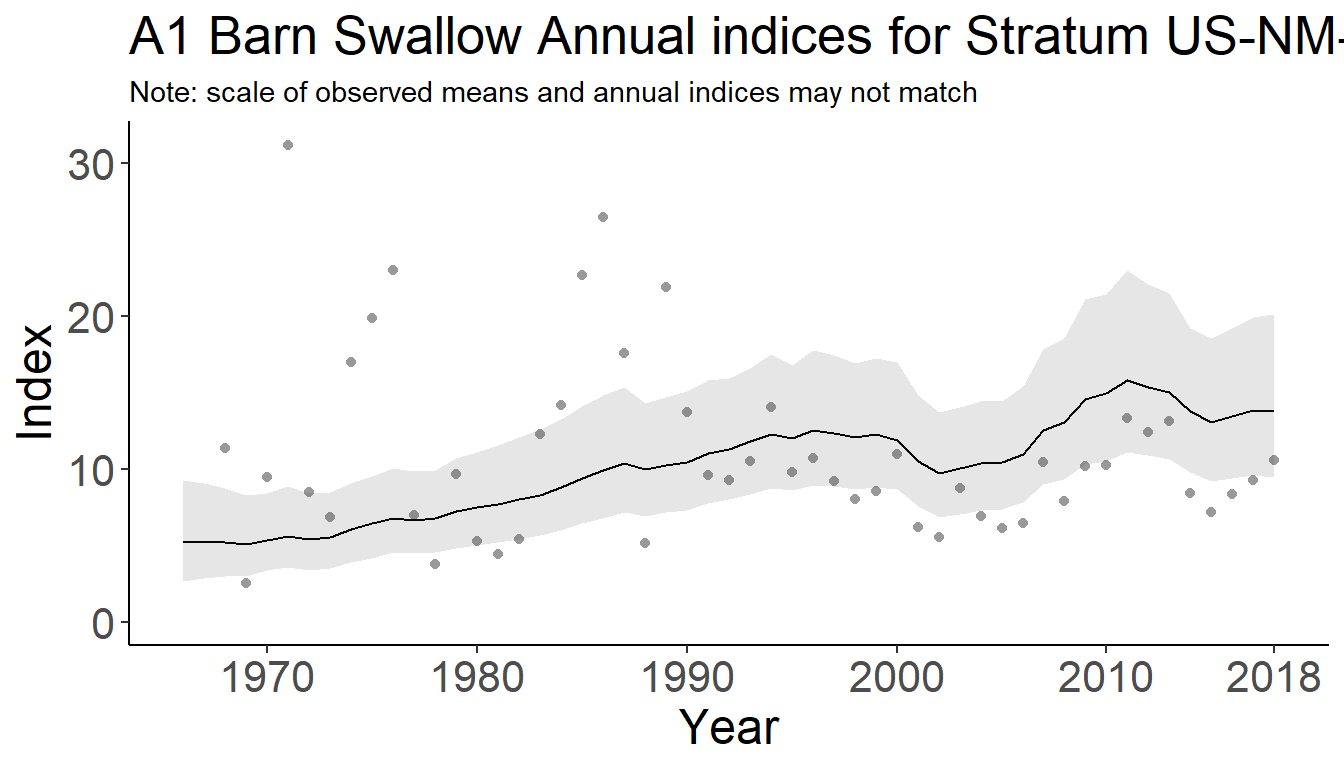 A1 Barn Swallow Annual indices for Stratum US-NM-
Note: scale of observed means and annual indices may not match
30
20
10
0
Index
1970 1980 1990 2000 2010 2018
Year